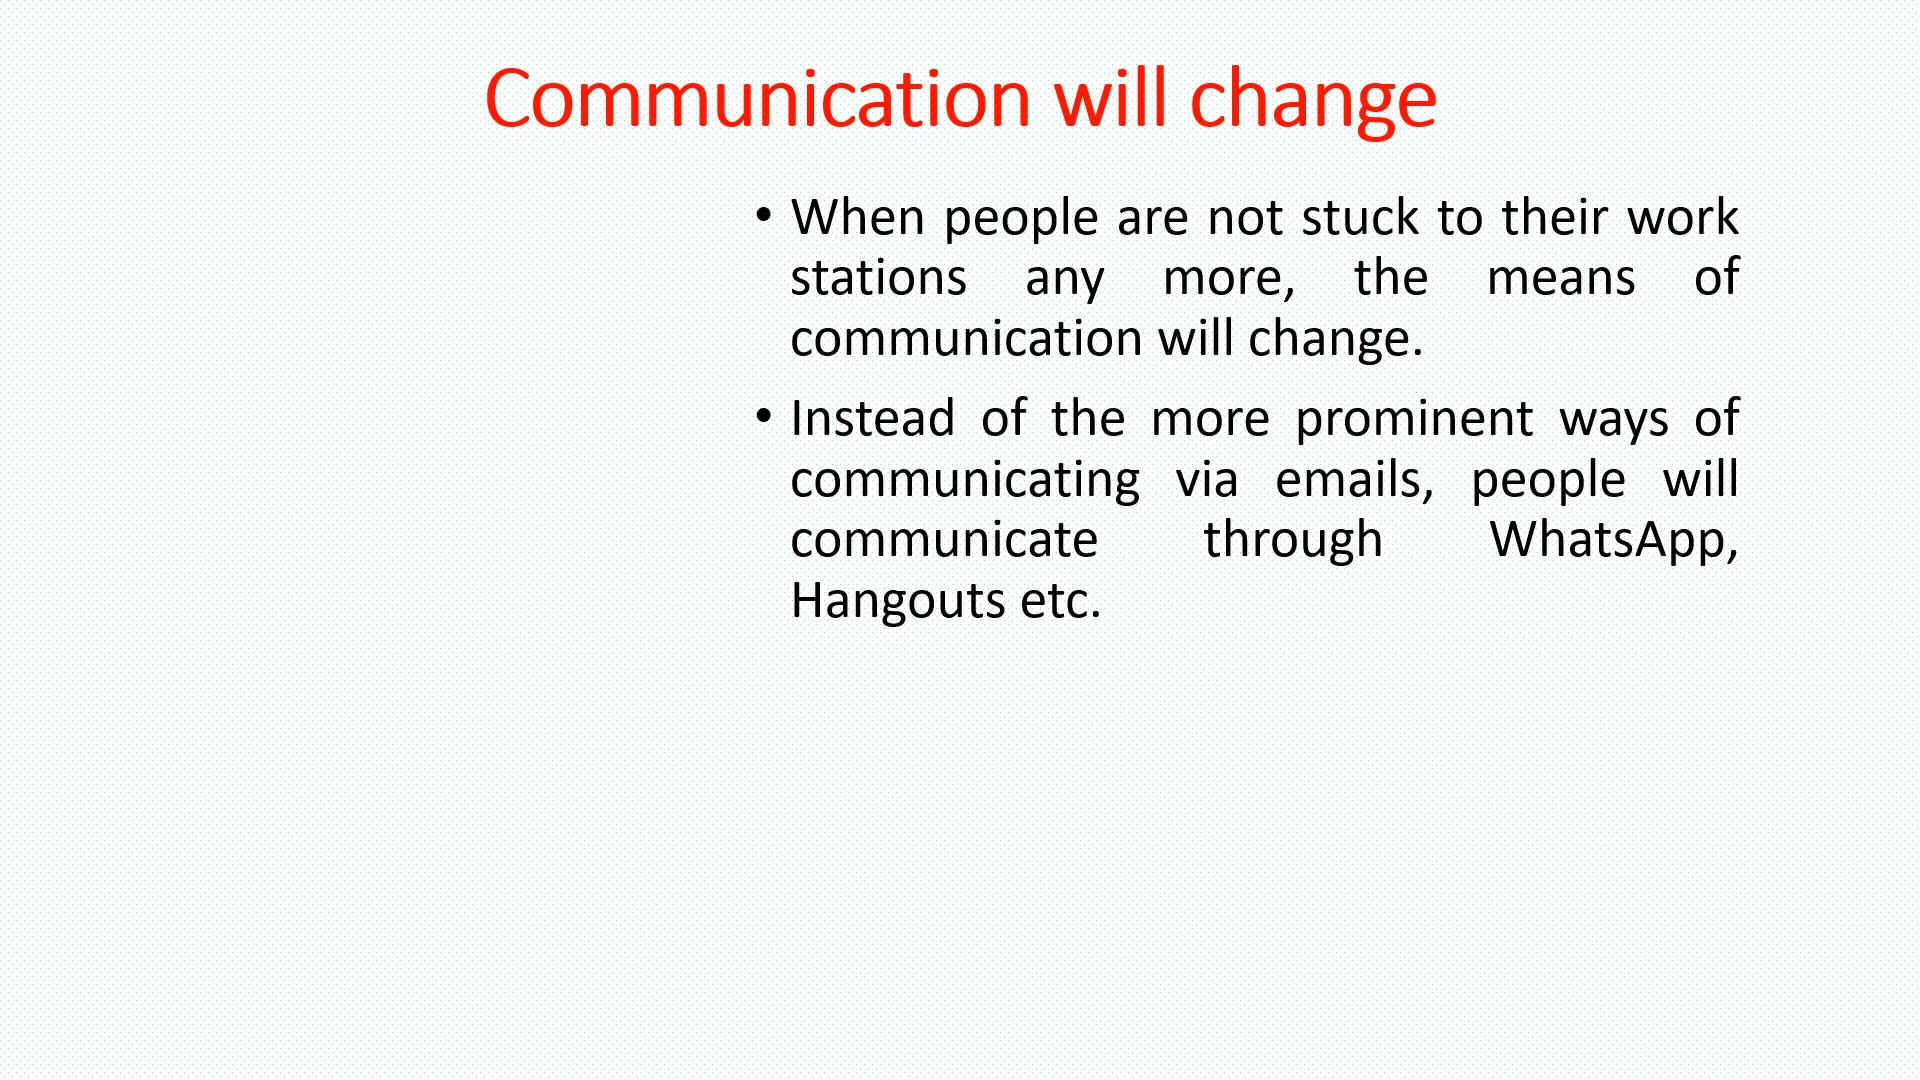 Communication will change
• When people are not stuck to their work
stations any more, the means of
communication will change.
• Instead of the more prominent ways of
communicating via emails, people will
communicate through WhatsApp,
Hangouts etc.